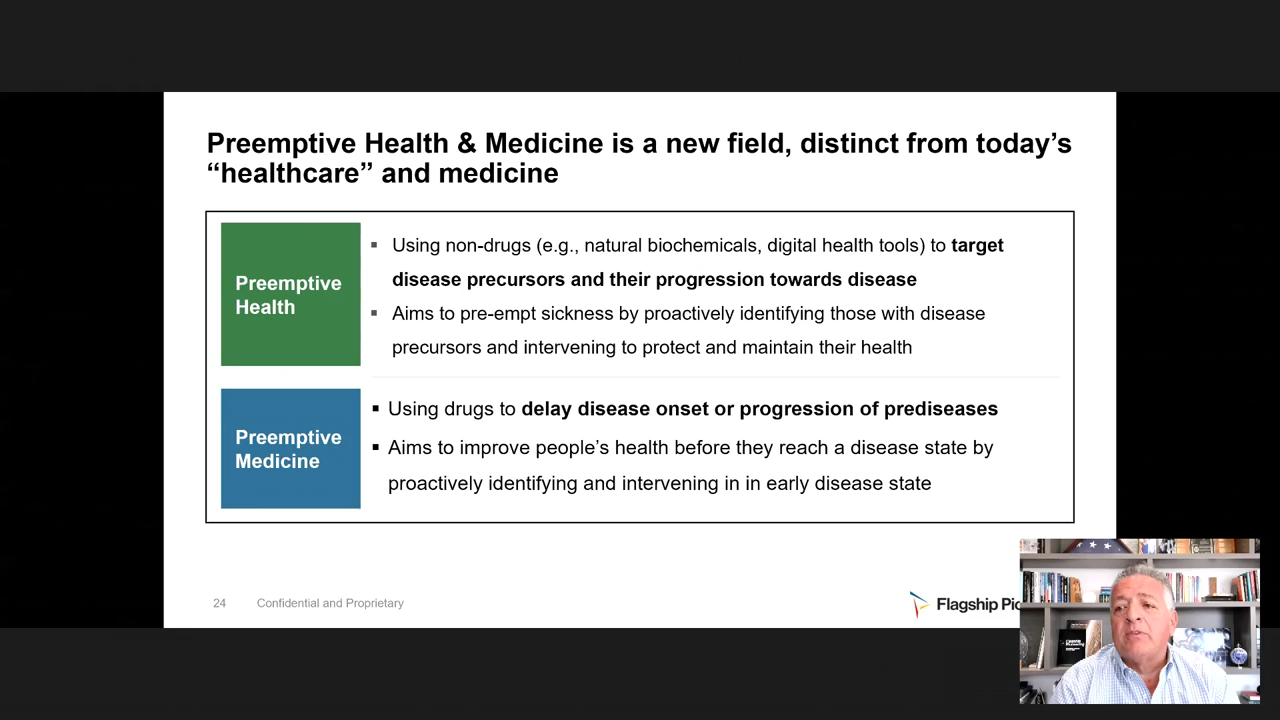 Preemptive Health & Medicine is a new field, distinct from today’s
“healthcare” and medicine
Preemptive
Health
▪ Using non-drugs (e.g., natural biochemicals, digital health tools) to target
disease precursors and their progression towards disease
▪ Aims to pre-empt sickness by proactively identifying those with disease
precursors and intervening to protect and maintain their health
Preemptive
Medicine
▪ Using drugs to delay disease onset or progression of prediseases
▪ Aims to improve people’s health before they reach a disease state by
proactively identifying and intervening in in early disease state
24 Confidential and Proprietary
Flagship